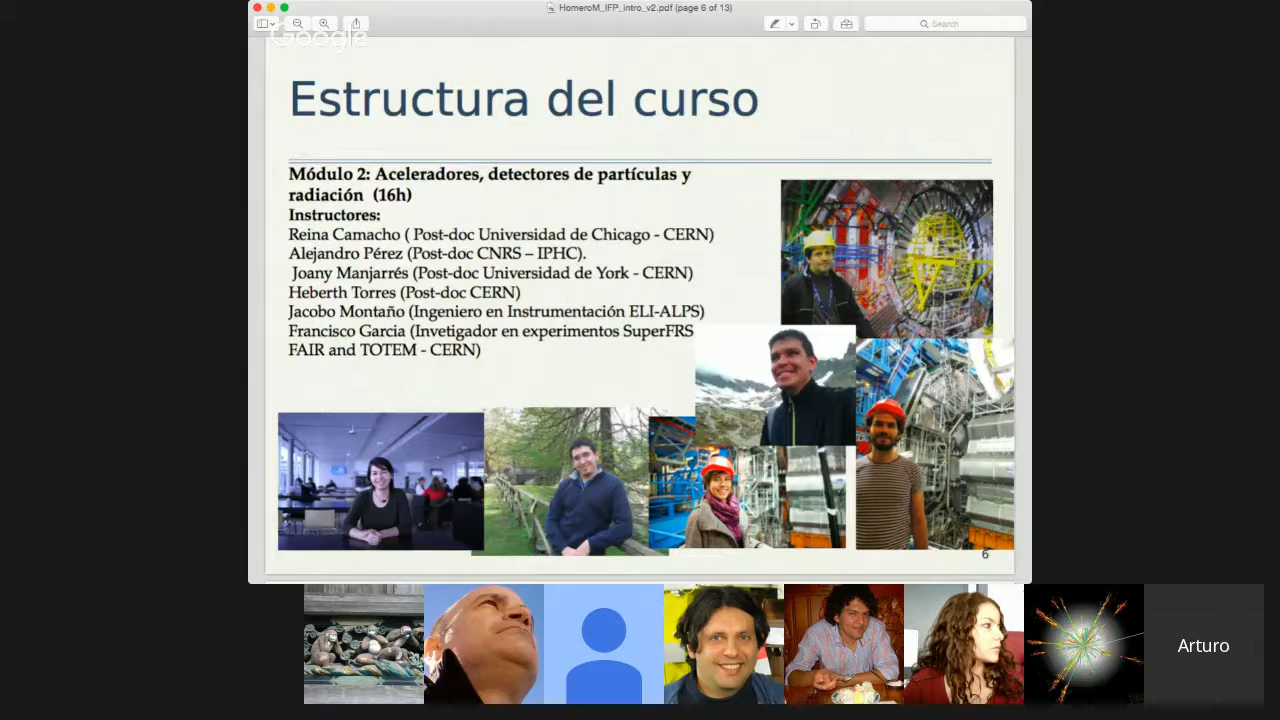 HomeroM_IFP_intro_v2.pdf (page 6 of 13)
Search
Google
Estructura del curso
Módulo 2: Aceleradores, detectores de partículas y
radiación (16h)
Instructores:
Reina Camacho ( Post-doc Universidad de Chicago - CERN)
Alejandro Pérez (Post-doc CNRS – IPHC).
Joany Manjarrés (Post-doc Universidad de York - CERN)
Heberth Torres (Post-doc CERN)
Jacobo Montaño (Ingeniero en Instrumentación ELI-ALPS)
Francisco Garcia (Invetigador en experimentos SuperFRS
FAIR and TOTEM - CERN)
6
Arturo